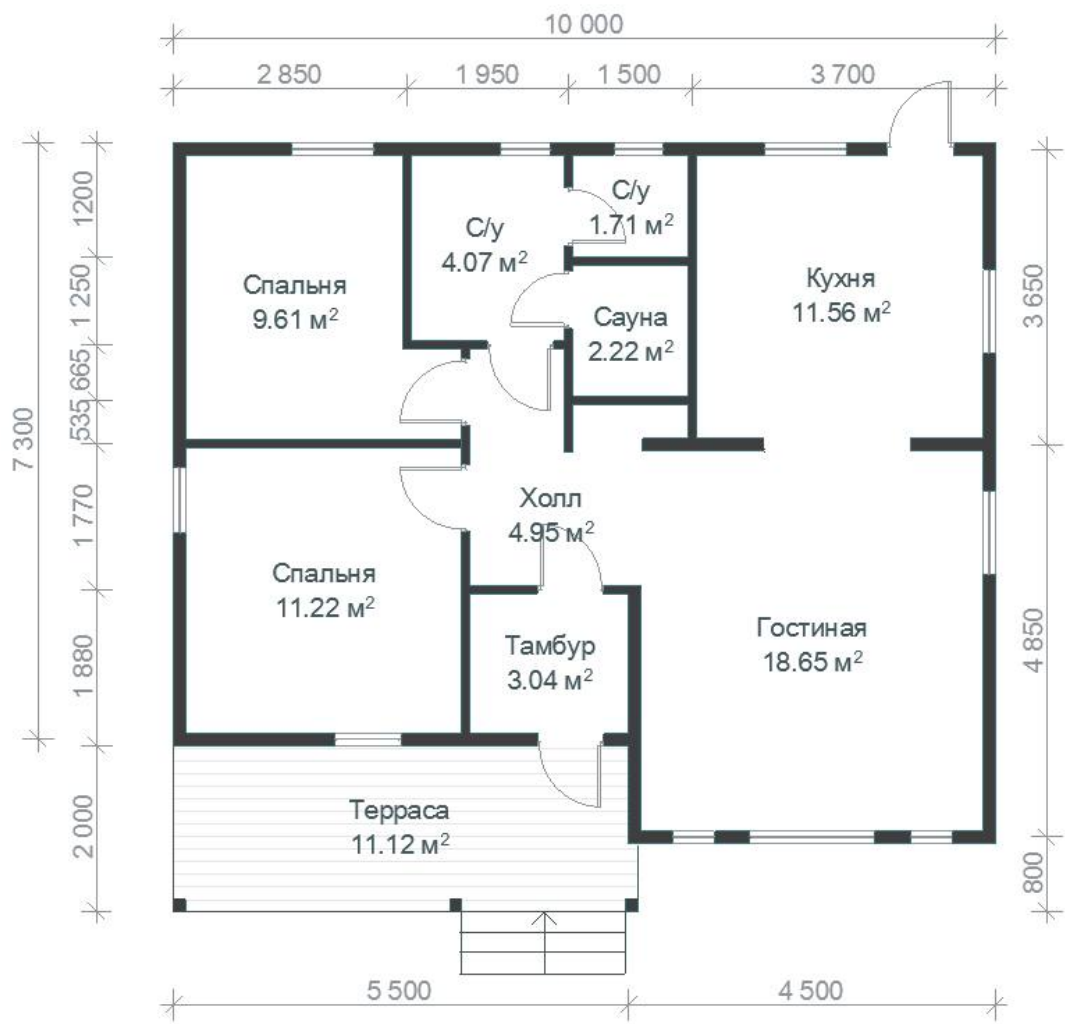 10 000
2 850
1 950
1 500
3 700
7 300
1200
1 250
665
535
1 770
1 880
2 000
3 650
4 850
800
С/у
1.71 м²
С/у
4.07 м²
Спальня
9.61 м²
Кухня
11.56 м²
Сауна
2.22 м²
Холл
4.95 м²
Спальня
11.22 м²
Тамбур
3.04 м²
Гостиная
18.65 м²
Терраса
11.12 м²
5 500
4 500